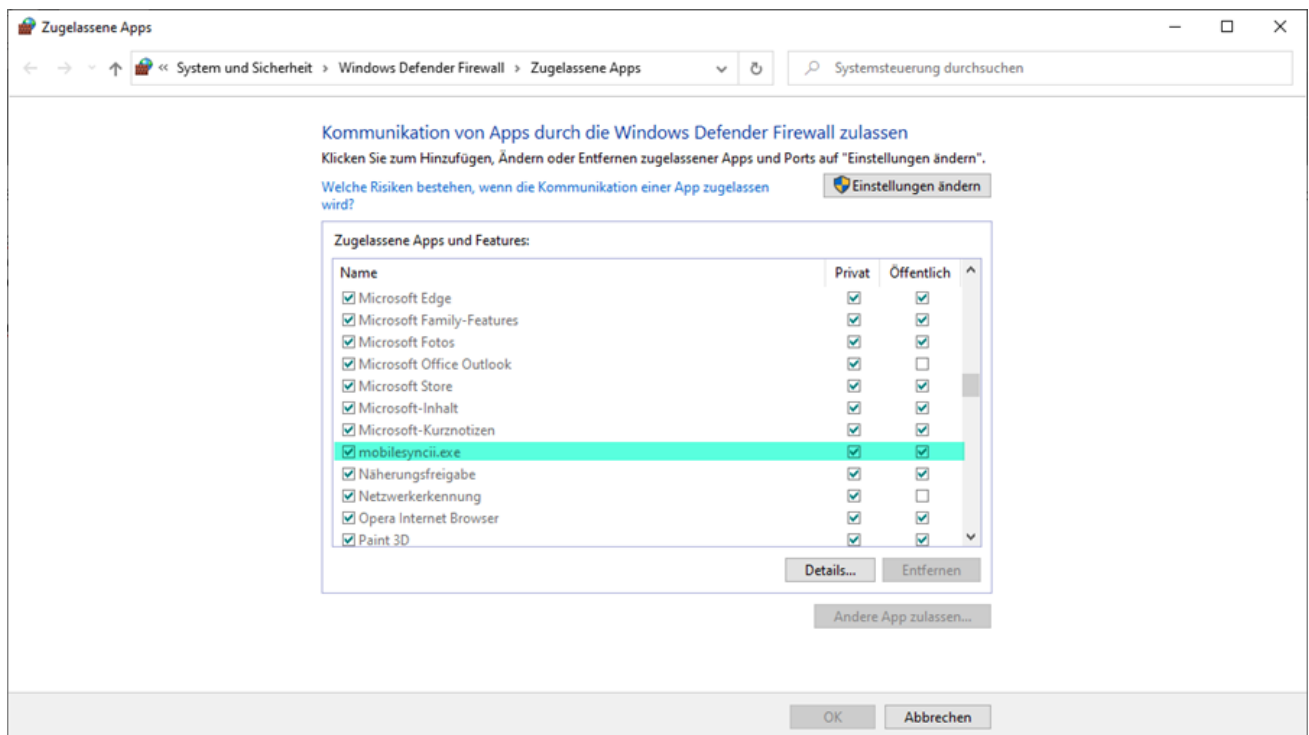 Zugelassene Apps
« System und Sicherheit > Windows Defender Firewall > Zugelassene Apps
Systemsteuerung durchsuchen
Kommunikation von Apps durch die Windows Defender Firewall zulassen
Klicken Sie zum Hinzufügen, Ändern oder Entfernen zugelassener Apps und Ports auf "Einstellungen ändern".
Welche Risiken bestehen, wenn die Kommunikation einer App zugelassen
wird?
Einstellungen ändern
Zugelassene Apps und Features:
Name Privat Öffentlich
Microsoft Edge
Microsoft Family-Features
Microsoft Fotos
Microsoft Office Outlook
Microsoft Store
Microsoft-Inhalt
Microsoft-Kurznotizen
mobilesyncii.exe
Näherungsfreigabe
Netzwerkerkennung
Opera Internet Browser
Paint 3D
Details... Entfernen
Andere App zulassen...
OK Abbrechen